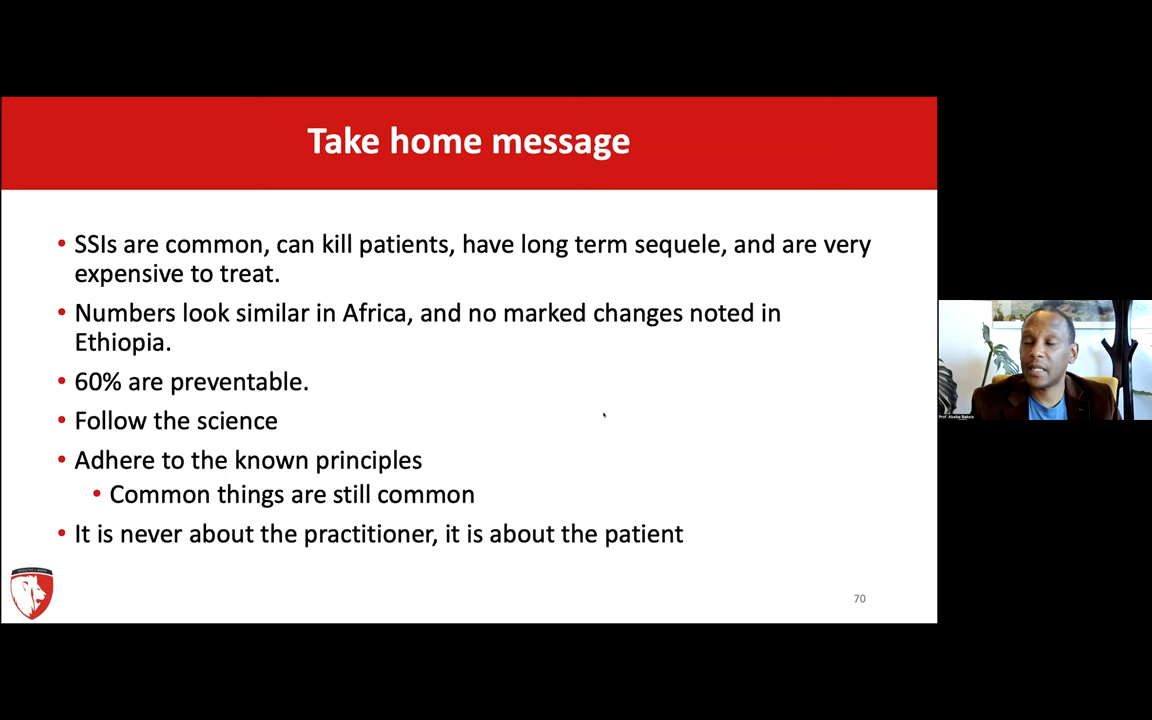 Take home message
• SSIs are common, can kill patients, have long term sequele, and are very
expensive to treat.
• Numbers look similar in Africa, and no marked changes noted in
Ethiopia.
• 60% are preventable.
• Follow the science
• Adhere to the known principles
• Common things are still common
• It is never about the practitioner, it is about the patient
70